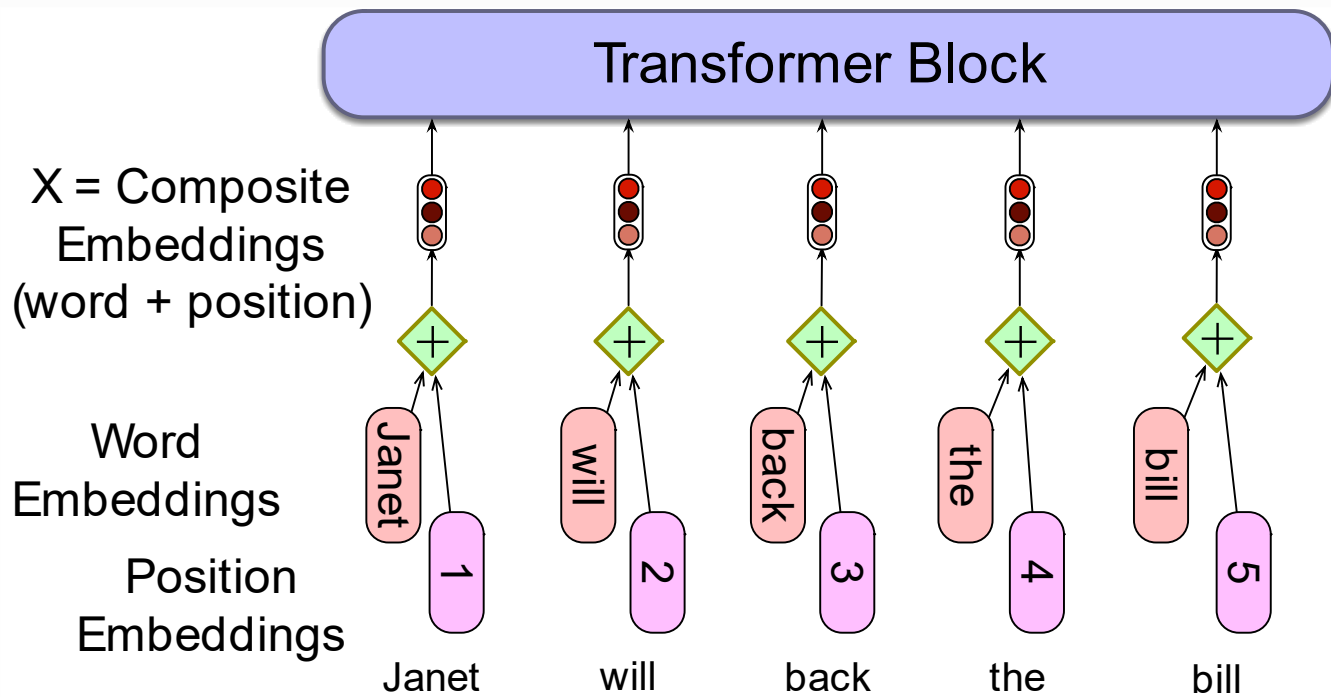 Transformer Block
X = Composite
Embeddings
(word + position)
+ + + + +
Word
Embeddings
Janet will back the bill
Position
Embeddings
1 2 3 4 5
Janet will back the bill